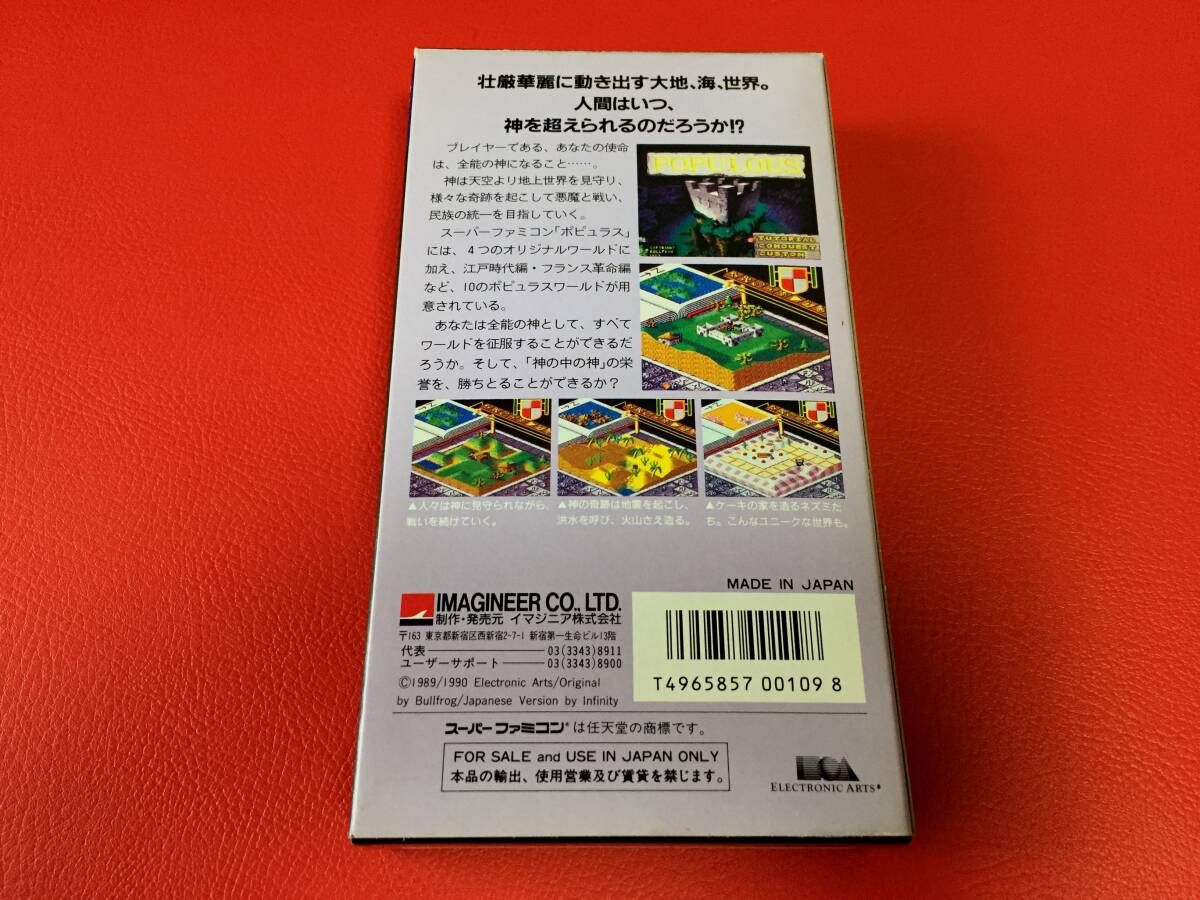 壮厳華麗に動き出す大地、海、世界。
人間はいつ、
神を超えられるのだろうか!?
プレイヤーである、あなたの使命
は、全能の神になること……。
神は天空より地上世界を見守り、
様々な奇跡を起こして悪魔と戦い、
民族の統一を目指していく。
スーパーファミコン「ポピュラス」
には、4つのオリジナルワールドに
加え、江戸時代編・フランス革命編
など、10のポピュラスワールドが用
意されている。
あなたは全能の神として、すべて
ワールドを征服することができるだ
ろうか。そして、「神の中の神」の栄
誉を、勝ちとることができるか?
POPULOUS
TUTORIAL
CONQUEST
CUSTOM
▲人々は神に見守られながら、
戦いを続けていく。
▲神の奇跡は地震を起こし、
洪水を呼び、火山さえ造る。
▲ケーキの家を造るネズミた
ち。こんなユニークな世界も。
MADE IN JAPAN
IMAGINEER CO., LTD.
制作・発売元 イマジニア株式会社
〒163 東京都新宿区西新宿2-7-1 新宿第一生命ビル13階
代表 03(3343)8911
ユーザーサポート 03(3343)8900
©1989/1990 Electronic Arts/Original
by Bullfrog/Japanese Version by Infinity
T4965857 00109 8
スーパーファミコン®は任天堂の商標です。
FOR SALE and USE IN JAPAN ONLY
本品の輸出、使用営業及び賃貸を禁じます。
ELECTRONIC ARTS®